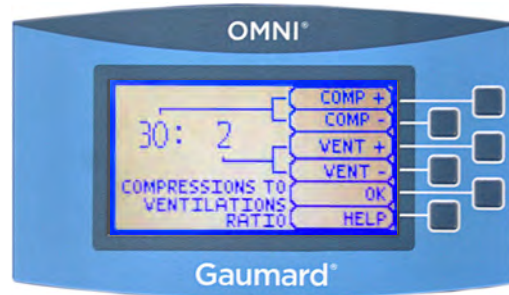 OMNI®
COMP +
COMP -
30: 2
VENT +
VENT -
COMPRESSIONS TO
VENTILATIONS
RATIO
OK
HELP
Gaumard®